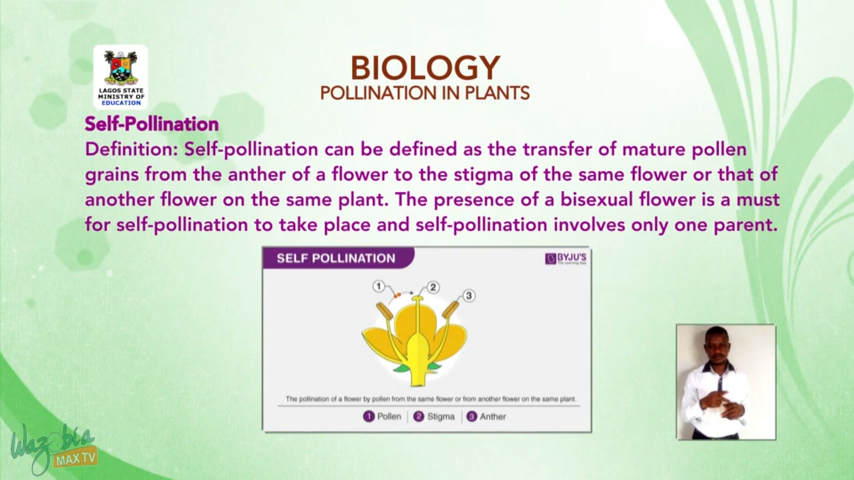 BIOLOGY
POLLINATION IN PLANTS
LAGOS STATE
MINISTRY OF
EDUCATION
Self-Pollination
Definition: Self-pollination can be defined as the transfer of mature pollen
grains from the anther of a flower to the stigma of the same flower or that of
another flower on the same plant. The presence of a bisexual flower is a must
for self-pollination to take place and self-pollination involves only one parent.
SELF POLLINATION
BYJU'S
The Learning App
1 2 3
The pollination of a flower by pollen from the same flower or from another flower on the same plant.
1 Pollen 2 Stigma 3 Anther
Wazobia
MAX TV